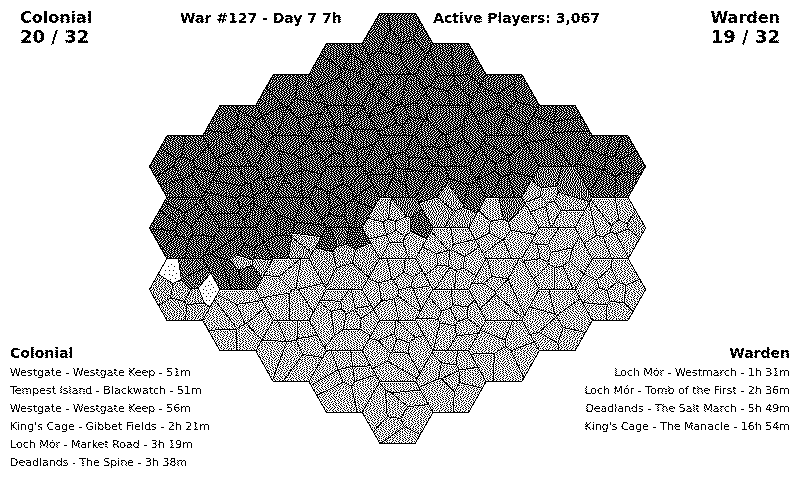 Colonial
20 / 32
War #127 - Day 7 7h
Active Players: 3,067
Warden
19 / 32
Colonial
Westgate - Westgate Keep - 51m
Tempest Island - Blackwatch - 51m
Westgate - Westgate Keep - 56m
King's Cage - Gibbet Fields - 2h 21m
Loch Mór - Market Road - 3h 19m
Deadlands - The Spine - 3h 38m
Warden
Loch Mór - Westmarch - 1h 31m
Loch Mór - Tomb of the First - 2h 36m
Deadlands - The Salt March - 5h 49m
King's Cage - The Manacle - 16h 54m